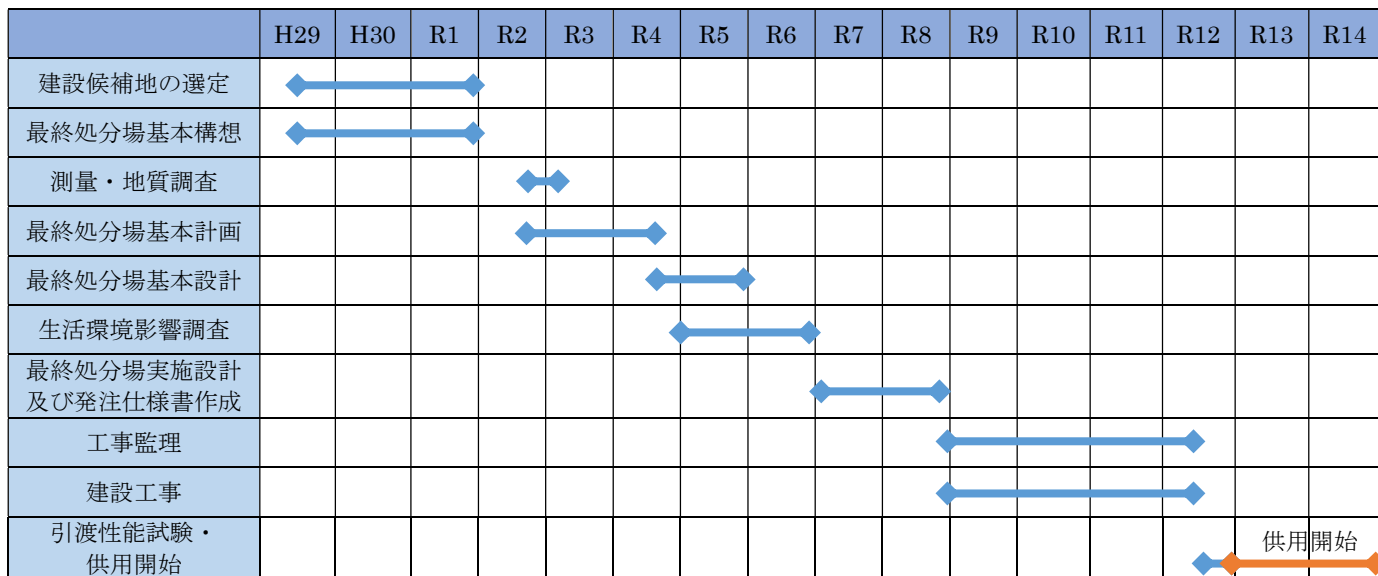 H29 H30 R1 R2 R3 R4 R5 R6 R7 R8 R9 R10 R11 R12 R13 R14
建設候補地の選定
最終処分場基本構想
測量・地質調査
最終処分場基本計画
最終処分場基本設計
生活環境影響調査
最終処分場実施設計
及び発注仕様書作成
工事監理
建設工事
引渡性能試験・
供用開始
供用開始